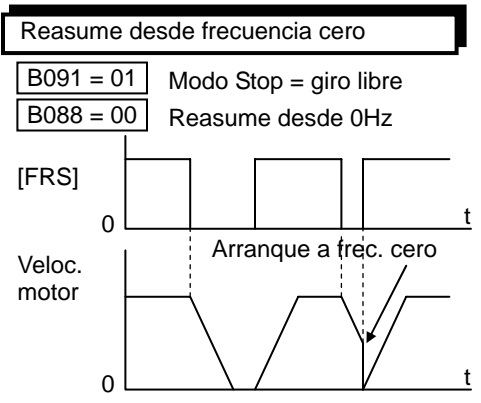 Reasume desde frecuencia cero
B091 = 01 Modo Stop = giro libre
B088 = 00 Reasume desde 0Hz
[FRS]
0
t
Arranque a frec. cero
Veloc.
motor
0
t